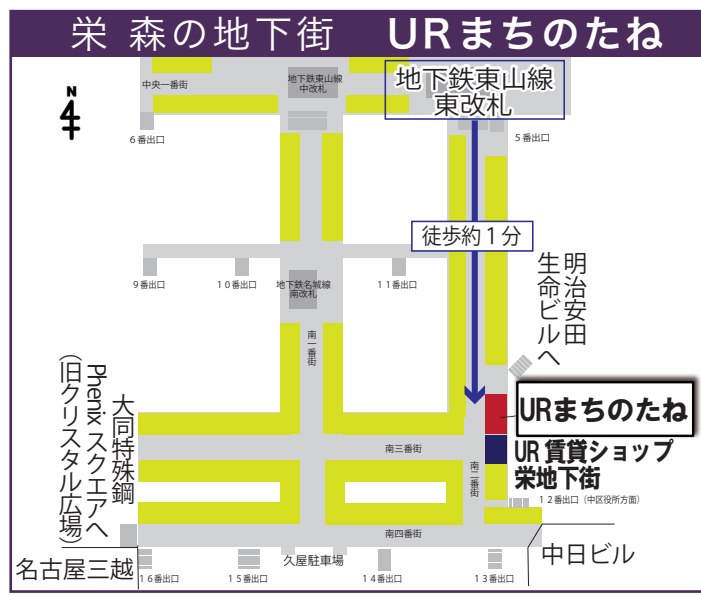 栄 森の地下街 URまちのたね
N
中央一番街
地下鉄東山線
中改札
地下鉄東山線
東改札
6番出口
5番出口
徒歩約1分
9番出口
10番出口
地下鉄名城線
南改札
11番出口
明治安田
生命ビルへ
南一番街
大同特殊鋼
Phenixスクエアへ
(旧クリスタル広場)
URまちのたね
UR賃貸ショップ
栄地下街
南三番街
南二番街
12番出口(中区役所方面)
南四番街
名古屋三越
久屋駐車場
中日ビル
16番出口
15番出口
14番出口
13番出口